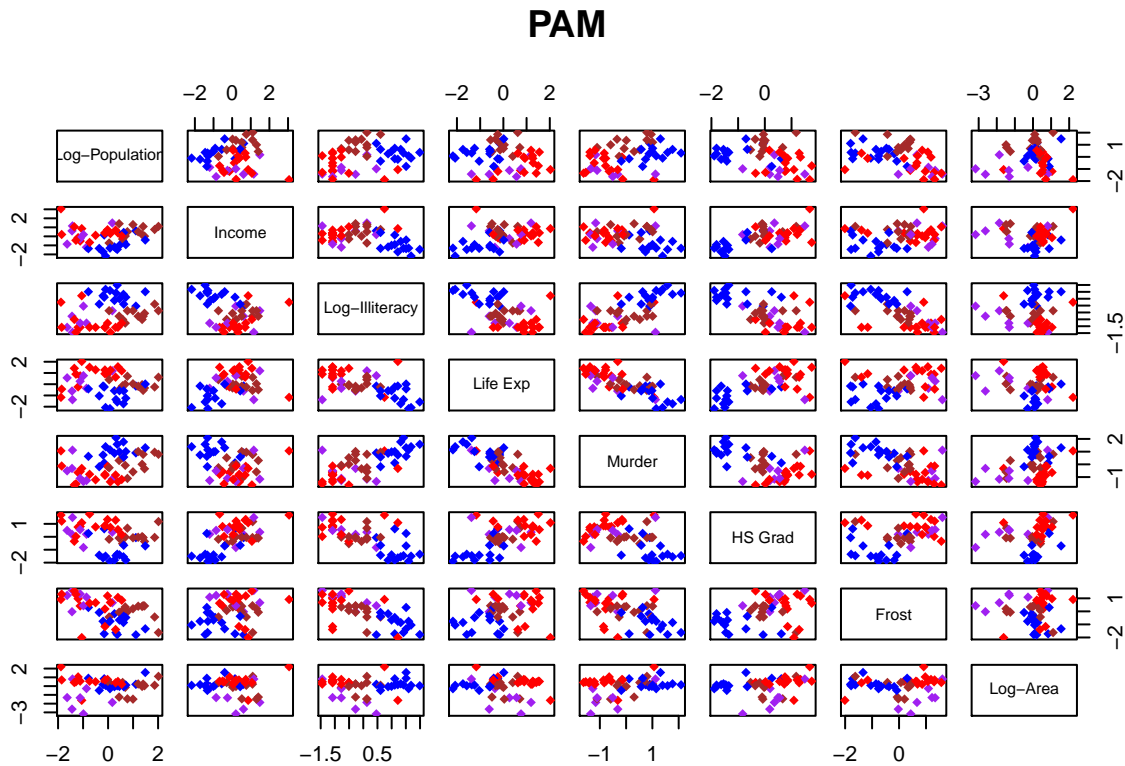 PAM
−2 0 2 −2 0 2 −2 0 −3 0 2
Log−Population 1 −2
2 −2 Income
Log−Illiteracy −1.5
2 −2 Life Exp
Murder 2 −1
1 −2 HS Grad
Frost 1 −2
2 −3 Log−Area
−2 0 2 −1.5 0.5 −1 1 −2 0